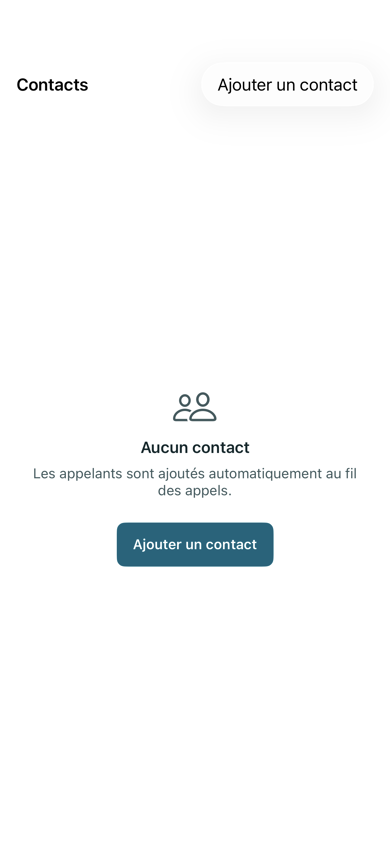 Contacts
Ajouter un contact
Aucun contact
Les appelants sont ajoutés automatiquement au fil
des appels.
Ajouter un contact